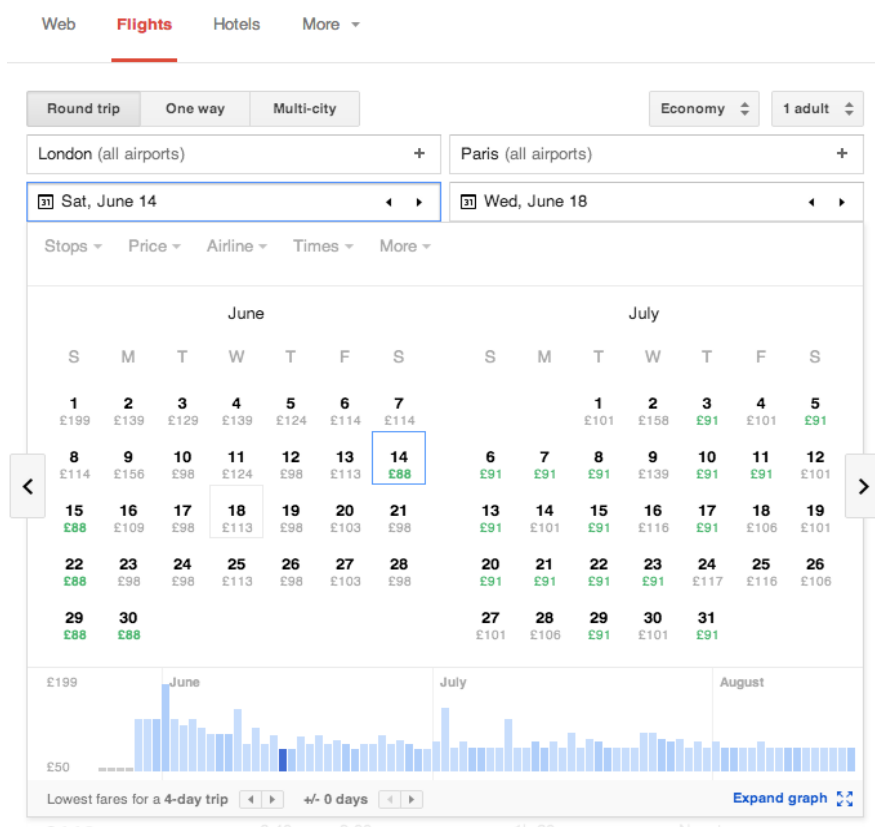 Web Flights Hotels More
Round trip One way Multi-city Economy 1 adult
London (all airports) + Paris (all airports) +
31 Sat, June 14 31 Wed, June 18
Stops Price Airline Times More
June July
S M T W T F S S M T W T F S
1 2 3 4 5 6 7 1 2 3 4 5
£199 £139 £129 £139 £124 £114 £114 £101 £158 £91 £101 £91
8 9 10 11 12 13 14 6 7 8 9 10 11 12
£114 £156 £98 £124 £98 £113 £88 £91 £91 £91 £139 £91 £91 £101
15 16 17 18 19 20 21 13 14 15 16 17 18 19
£88 £109 £98 £113 £98 £103 £98 £91 £101 £91 £116 £91 £106 £101
22 23 24 25 26 27 28 20 21 22 23 24 25 26
£88 £98 £98 £113 £98 £103 £98 £91 £91 £91 £91 £117 £116 £106
29 30 27 28 29 30 31
£88 £88 £101 £106 £91 £101 £91
£199 June July August
£50
Lowest fares for a 4-day trip +/- 0 days Expand graph